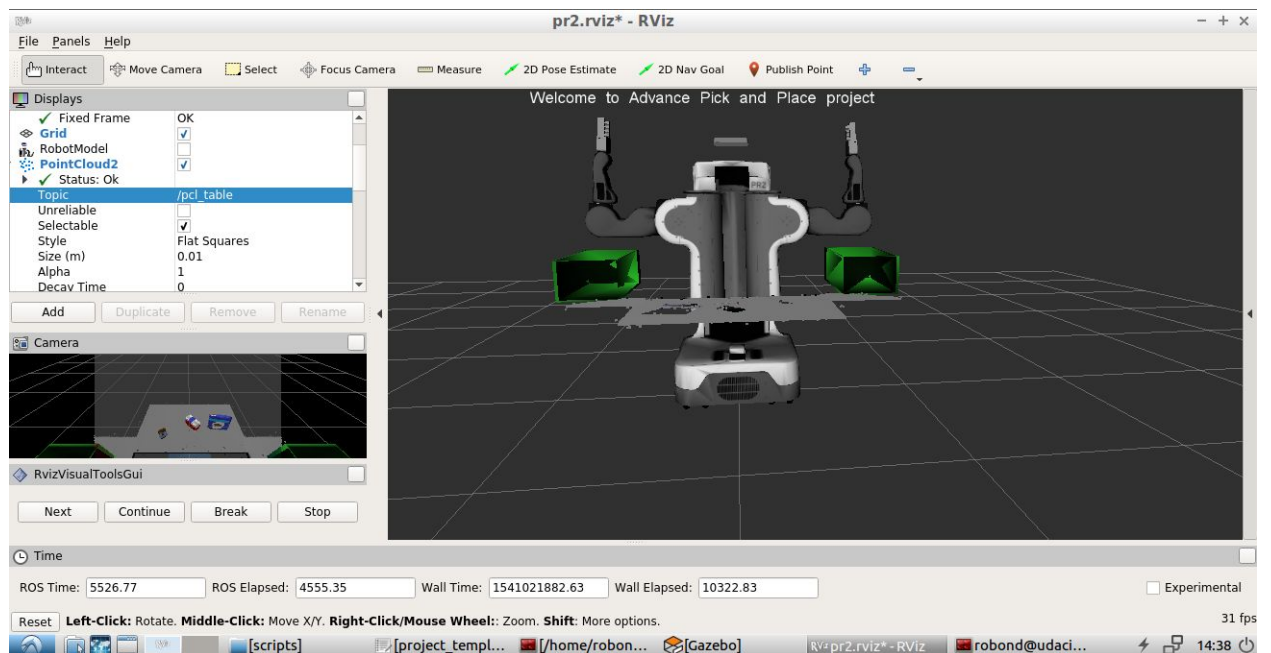 pr2.rviz* - RViz
File Panels Help
Interact Move Camera Select Focus Camera Measure 2D Pose Estimate 2D Nav Goal Publish Point
Displays
Fixed Frame OK
Grid
RobotModel
PointCloud2
Status: Ok
Topic /pcl_table
Unreliable
Selectable
Style Flat Squares
Size (m) 0.01
Alpha 1
Decay Time 0
Add Duplicate Remove Rename
Camera
RvizVisualToolsGui
Next Continue Break Stop
Welcome to Advance Pick and Place project
PR2
Time
ROS Time: 5526.77 ROS Elapsed: 4555.35 Wall Time: 1541021882.63 Wall Elapsed: 10322.83 Experimental
Reset Left-Click: Rotate. Middle-Click: Move X/Y. Right-Click/Mouse Wheel:: Zoom. Shift: More options. 31 fps
[scripts] [project_templ... [/home/robon... [Gazebo] pr2.rviz* - RViz robond@udaci... 14:38